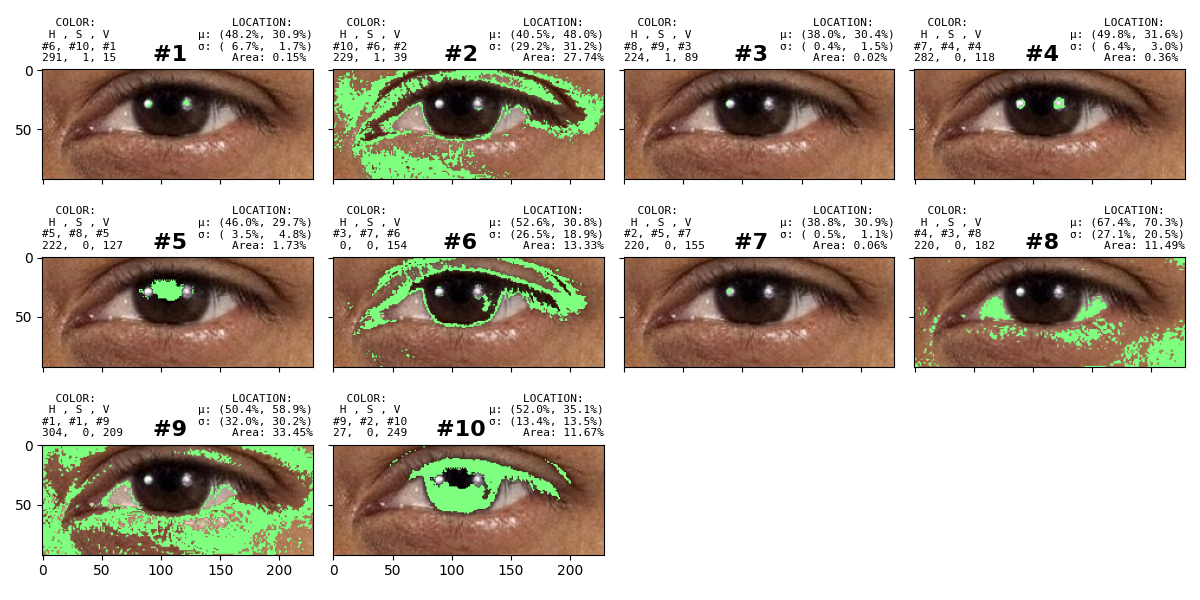 COLOR: LOCATION:
H , S , V μ: (48.2%, 30.9%)
#6, #10, #1 σ: ( 6.7%, 1.7%)
291, 1, 15 #1 Area: 0.15%
COLOR: LOCATION:
H , S , V μ: (40.5%, 48.0%)
#10, #6, #2 σ: (29.2%, 31.2%)
229, 1, 39 #2 Area: 27.74%
COLOR: LOCATION:
H , S , V μ: (38.0%, 30.4%)
#8, #9, #3 σ: ( 0.4%, 1.5%)
224, 1, 89 #3 Area: 0.02%
COLOR: LOCATION:
H , S , V μ: (49.8%, 31.6%)
#7, #4, #4 σ: ( 6.4%, 3.0%)
282, 0, 118 #4 Area: 0.36%
0
50
COLOR: LOCATION:
H , S , V μ: (46.0%, 29.7%)
#5, #8, #5 σ: ( 3.5%, 4.8%)
222, 0, 127 #5 Area: 1.73%
COLOR: LOCATION:
H , S , V μ: (52.6%, 30.8%)
#3, #7, #6 σ: (26.5%, 18.9%)
0, 0, 154 #6 Area: 13.33%
COLOR: LOCATION:
H , S , V μ: (38.8%, 30.9%)
#2, #5, #7 σ: ( 0.5%, 1.1%)
220, 0, 155 #7 Area: 0.06%
COLOR: LOCATION:
H , S , V μ: (67.4%, 70.3%)
#4, #3, #8 σ: (27.1%, 20.5%)
220, 0, 182 #8 Area: 11.49%
0
50
COLOR: LOCATION:
H , S , V μ: (50.4%, 58.9%)
#1, #1, #9 σ: (32.0%, 30.2%)
304, 0, 209 #9 Area: 33.45%
COLOR: LOCATION:
H , S , V μ: (52.0%, 35.1%)
#9, #2, #10 σ: (13.4%, 13.5%)
27, 0, 249 #10 Area: 11.67%
0
50
0 50 100 150 200
0 50 100 150 200